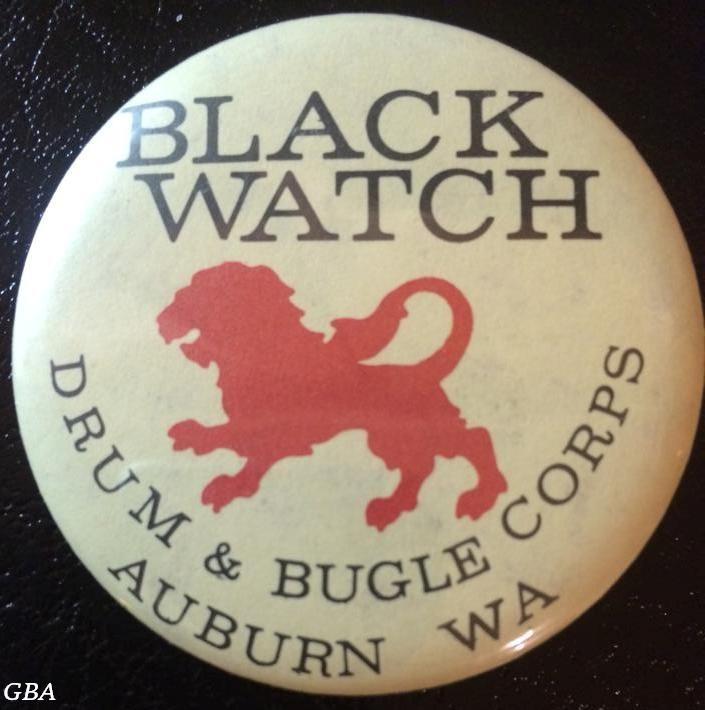 BLACK
WATCH
DRUM & BUGLE CORPS
AUBURN WA
GBA